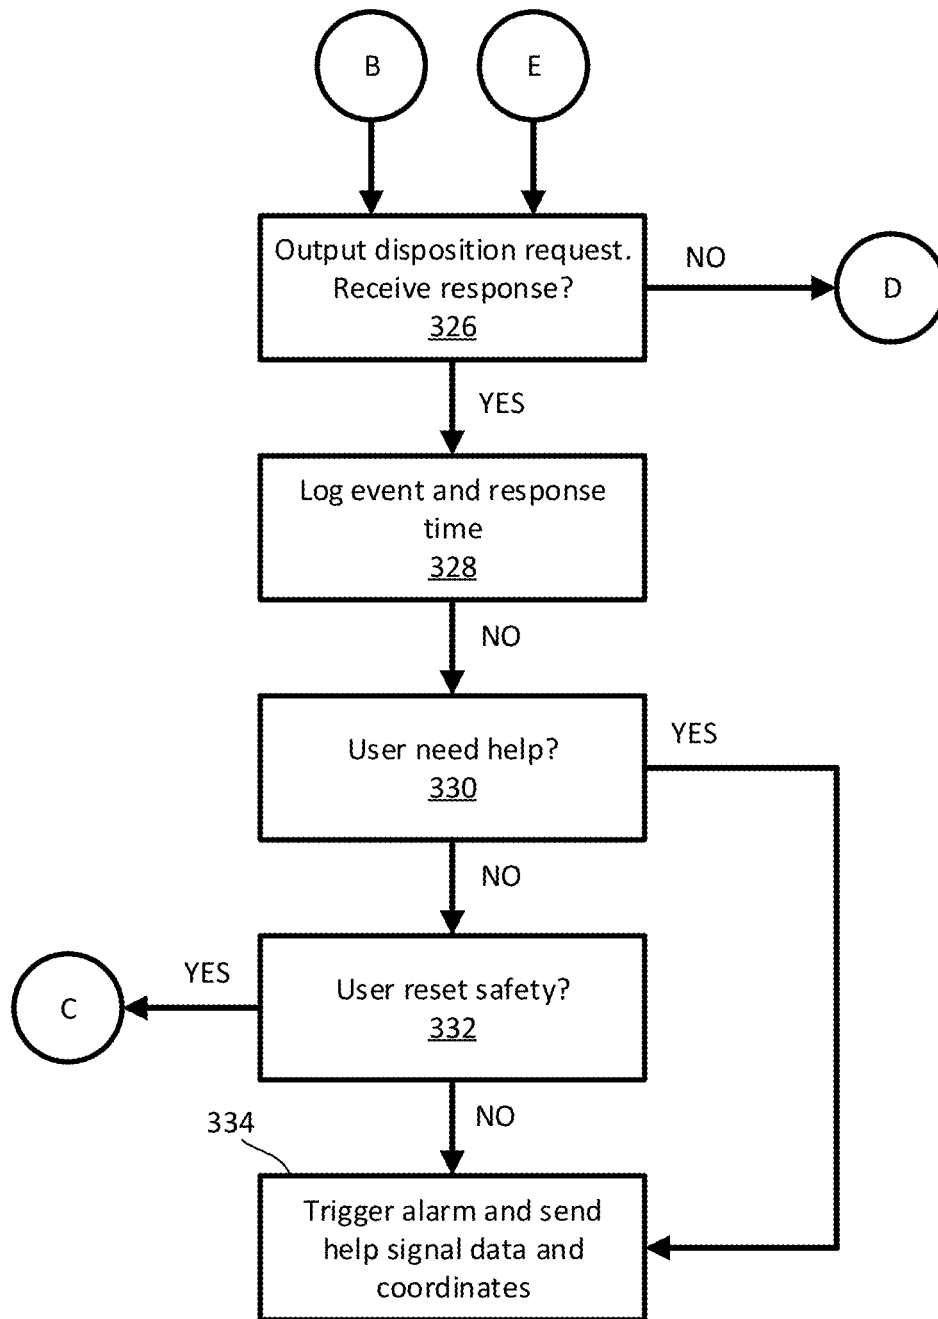 B
E
Output disposition request.
Receive response?
326
NO
D
YES
Log event and response
time
328
NO
User need help?
330
YES
NO
YES
C
User reset safety?
332
NO
334
Trigger alarm and send
help signal data and
coordinates